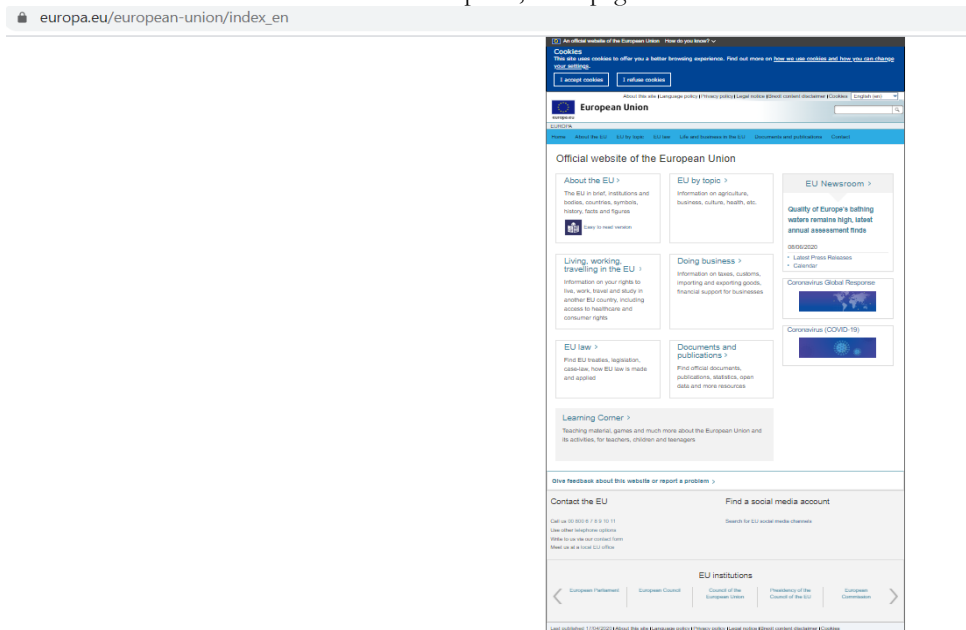 europa.eu/european-union/index_en
An official website of the European Union How do you know?
Cookies
This site uses cookies to offer you a better browsing experience. Find out more on how we use cookies and how you can change
your settings.
I accept cookies I refuse cookies
About this site | Language policy | Privacy policy | Legal notice | Brexit content disclaimer | Cookies English (en)
European Union
europa.eu
EUROPA
Home About the EU EU by topic EU law Life and business in the EU Documents and publications Contact
Official website of the European Union
About the EU >
The EU in brief, institutions and
bodies, countries, symbols,
history, facts and figures
Easy to read version
EU by topic >
Information on agriculture,
business, culture, health, etc.
EU Newsroom >
Quality of Europe's bathing
waters remains high, latest
annual assessment finds
08/06/2020
Latest Press Releases
Calendar
Living, working,
travelling in the EU >
Information on your rights to
live, work, travel and study in
another EU country, including
access to healthcare and
consumer rights
Doing business >
Information on taxes, customs,
importing and exporting goods,
financial support for businesses
Coronavirus Global Response
Coronavirus (COVID-19)
EU law >
Find EU treaties, legislation,
case-law, how EU law is made
and applied
Documents and
publications >
Find official documents,
publications, statistics, open
data and more resources
Learning Corner >
Teaching material, games and much more about the European Union and
its activities, for teachers, children and teenagers
Give feedback about this website or report a problem >
Contact the EU
Call us 00 800 6 7 8 9 10 11
Use other telephone options
Write to us via our contact form
Meet us at a local EU office
Find a social media account
Search for EU social media channels
EU institutions
European Parliament European Council Council of the
European Union Presidency of the
Council of the EU European
Commission
Last published 17/04/2020 | About this site | Language policy | Privacy policy | Legal notice | Brexit content disclaimer | Cookies